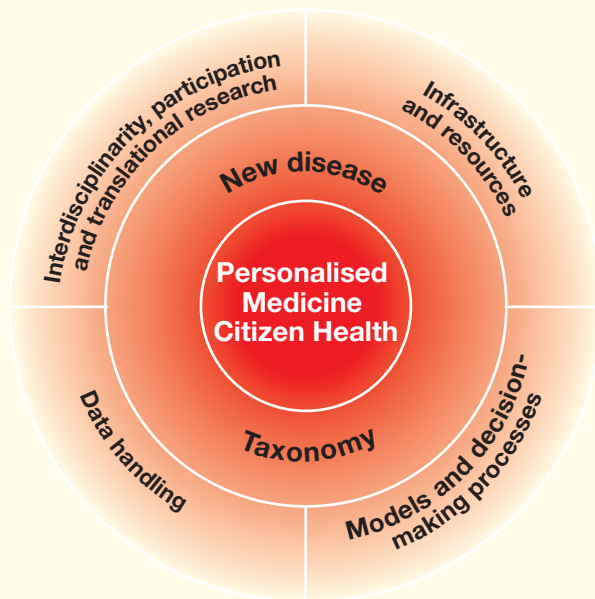 Interdisciplinarity, participation
and translational research
Infrastructure
and resources
New disease
Personalised
Medicine
Citizen Health
Taxonomy
Data handling
Models and decision-
making processes